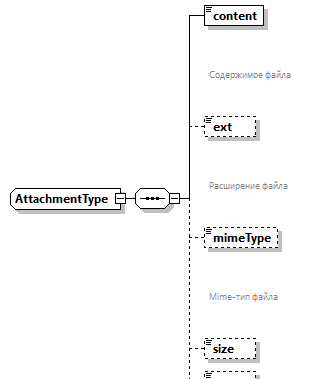 content
Содержимое файла
ext
Расширение файла
AttachmentType
mimeType
Mime-тип файла
size